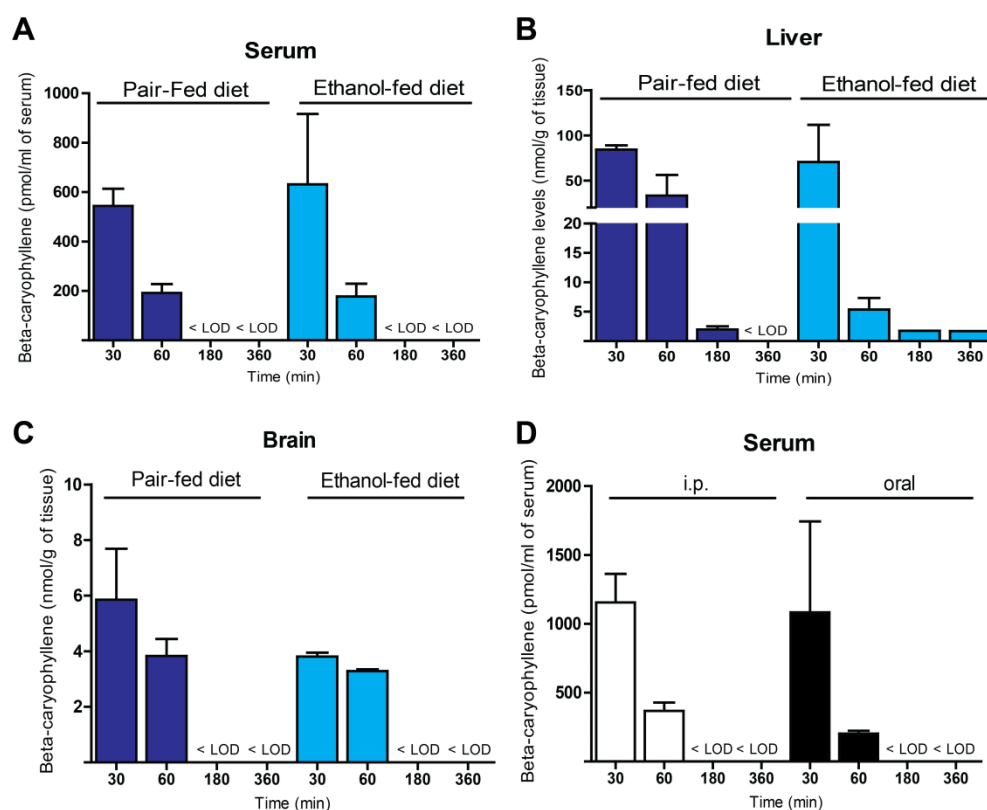 A
Serum
Pair-Fed diet
Ethanol-fed diet
Beta-caryophyllene (pmol/ml of serum)
1000
800
600
400
200
< LOD < LOD
< LOD < LOD
30 60 180 360 30 60 180 360
Time (min)
B
Liver
Pair-fed diet
Ethanol-fed diet
Beta-caryophyllene levels (nmol/g of tissue)
150
100
50
20
15
10
5
< LOD
30 60 180 360 30 60 180 360
Time (min)
C
Brain
Pair-fed diet
Ethanol-fed diet
Beta-caryophyllene (nmol/g of tissue)
10
8
6
4
2
< LOD < LOD
< LOD < LOD
30 60 180 360 30 60 180 360
Time (min)
D
Serum
i.p.
oral
Beta-caryophyllene (pmol/ml of serum)
2000
1500
1000
500
< LOD < LOD
< LOD < LOD
30 60 180 360 30 60 180 360
Time (min)